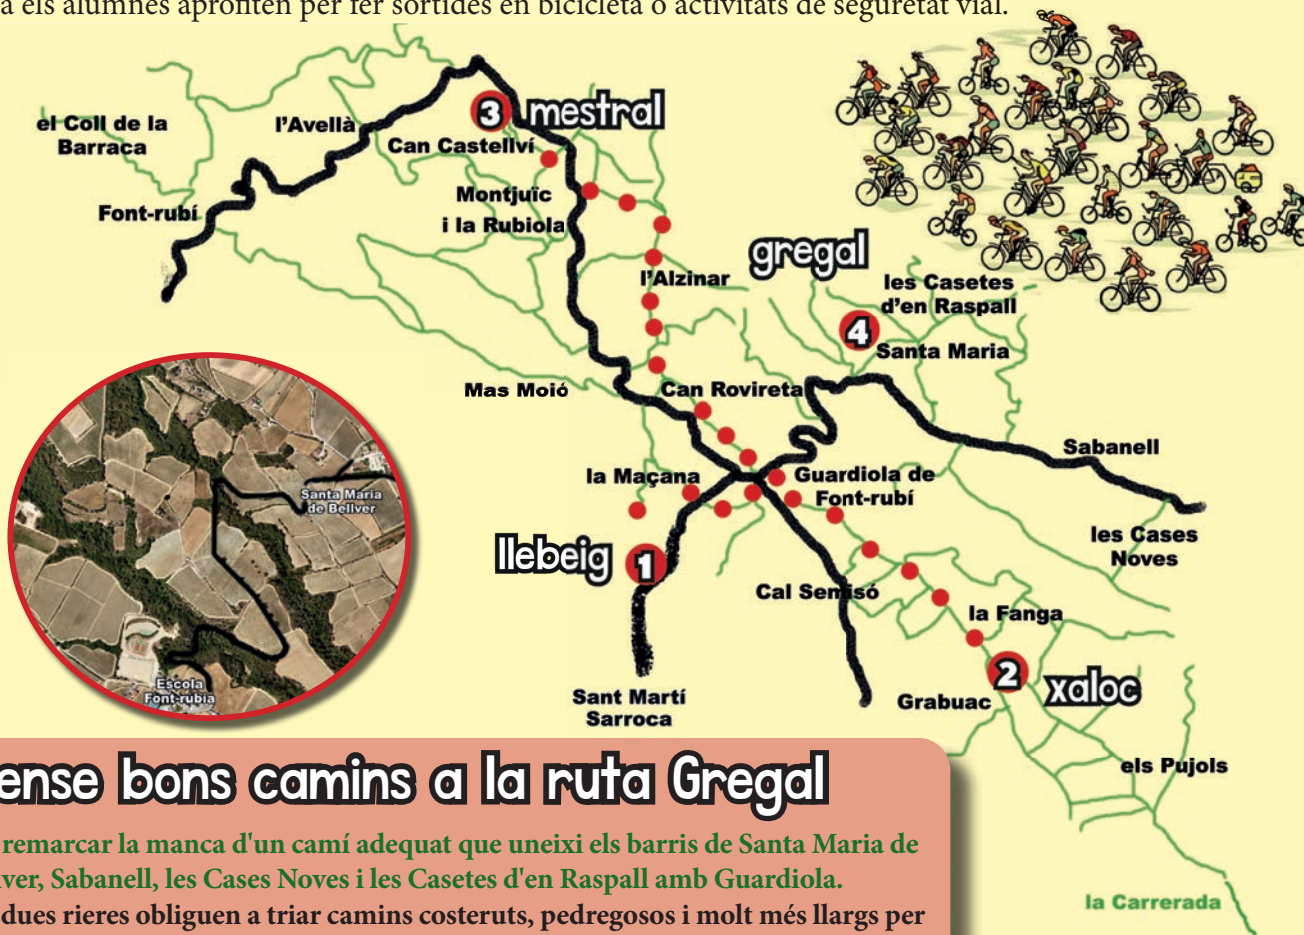 a els alumnes aprofiten per fer sortides en bicicleta o activitats de seguretat vial.
3 mestral
el Coll de la
Barraca
l'Avellà
Can Castellví
Montjuïc
i la Rubiola
Font-rubí
gregal
l'Alzinar
les Casetes
d'en Raspall
4
Santa Maria
Mas Moió
Can Rovireta
Sabanell
la Maçana
Guardiola de
Font-rubí
Santa Maria
de Bellver
les Cases
Noves
llebeig 1
Cal Semisó
la Fanga
Escola
Font-rubia
Sant Martí
Sarroca
2 xaloc
Grabuac
els Pujols
ense bons camins a la ruta Gregal
remarcar la manca d'un camí adequat que uneixi els barris de Santa Maria de
lver, Sabanell, les Cases Noves i les Casetes d'en Raspall amb Guardiola.
dues rieres obliguen a triar camins costeruts, pedregosos i molt més llargs per
la Carrerada